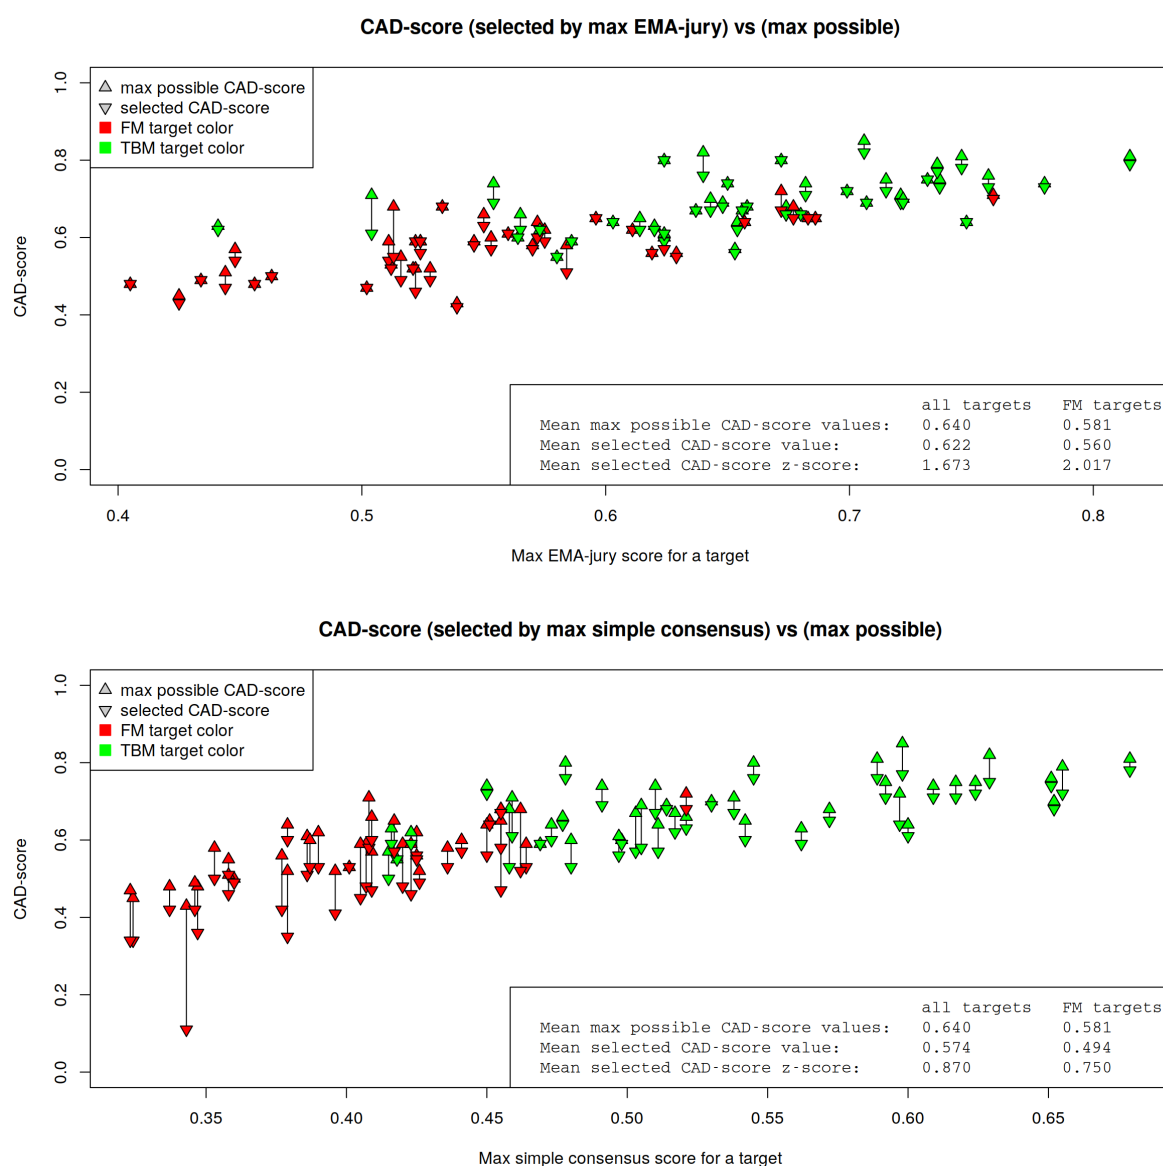 CAD-score (selected by max EMA-jury) vs (max possible)
1.0
0.8
0.6
0.4
0.2
0.0
CAD-score
max possible CAD-score
selected CAD-score
FM target color
TBM target color
all targets FM targets
Mean max possible CAD-score values: 0.640 0.581
Mean selected CAD-score value: 0.622 0.560
Mean selected CAD-score z-score: 1.673 2.017
0.4 0.5 0.6 0.7 0.8
Max EMA-jury score for a target
CAD-score (selected by max simple consensus) vs (max possible)
1.0
0.8
0.6
0.4
0.2
0.0
CAD-score
max possible CAD-score
selected CAD-score
FM target color
TBM target color
all targets FM targets
Mean max possible CAD-score values: 0.640 0.581
Mean selected CAD-score value: 0.574 0.494
Mean selected CAD-score z-score: 0.870 0.750
0.35 0.40 0.45 0.50 0.55 0.60 0.65
Max simple consensus score for a target